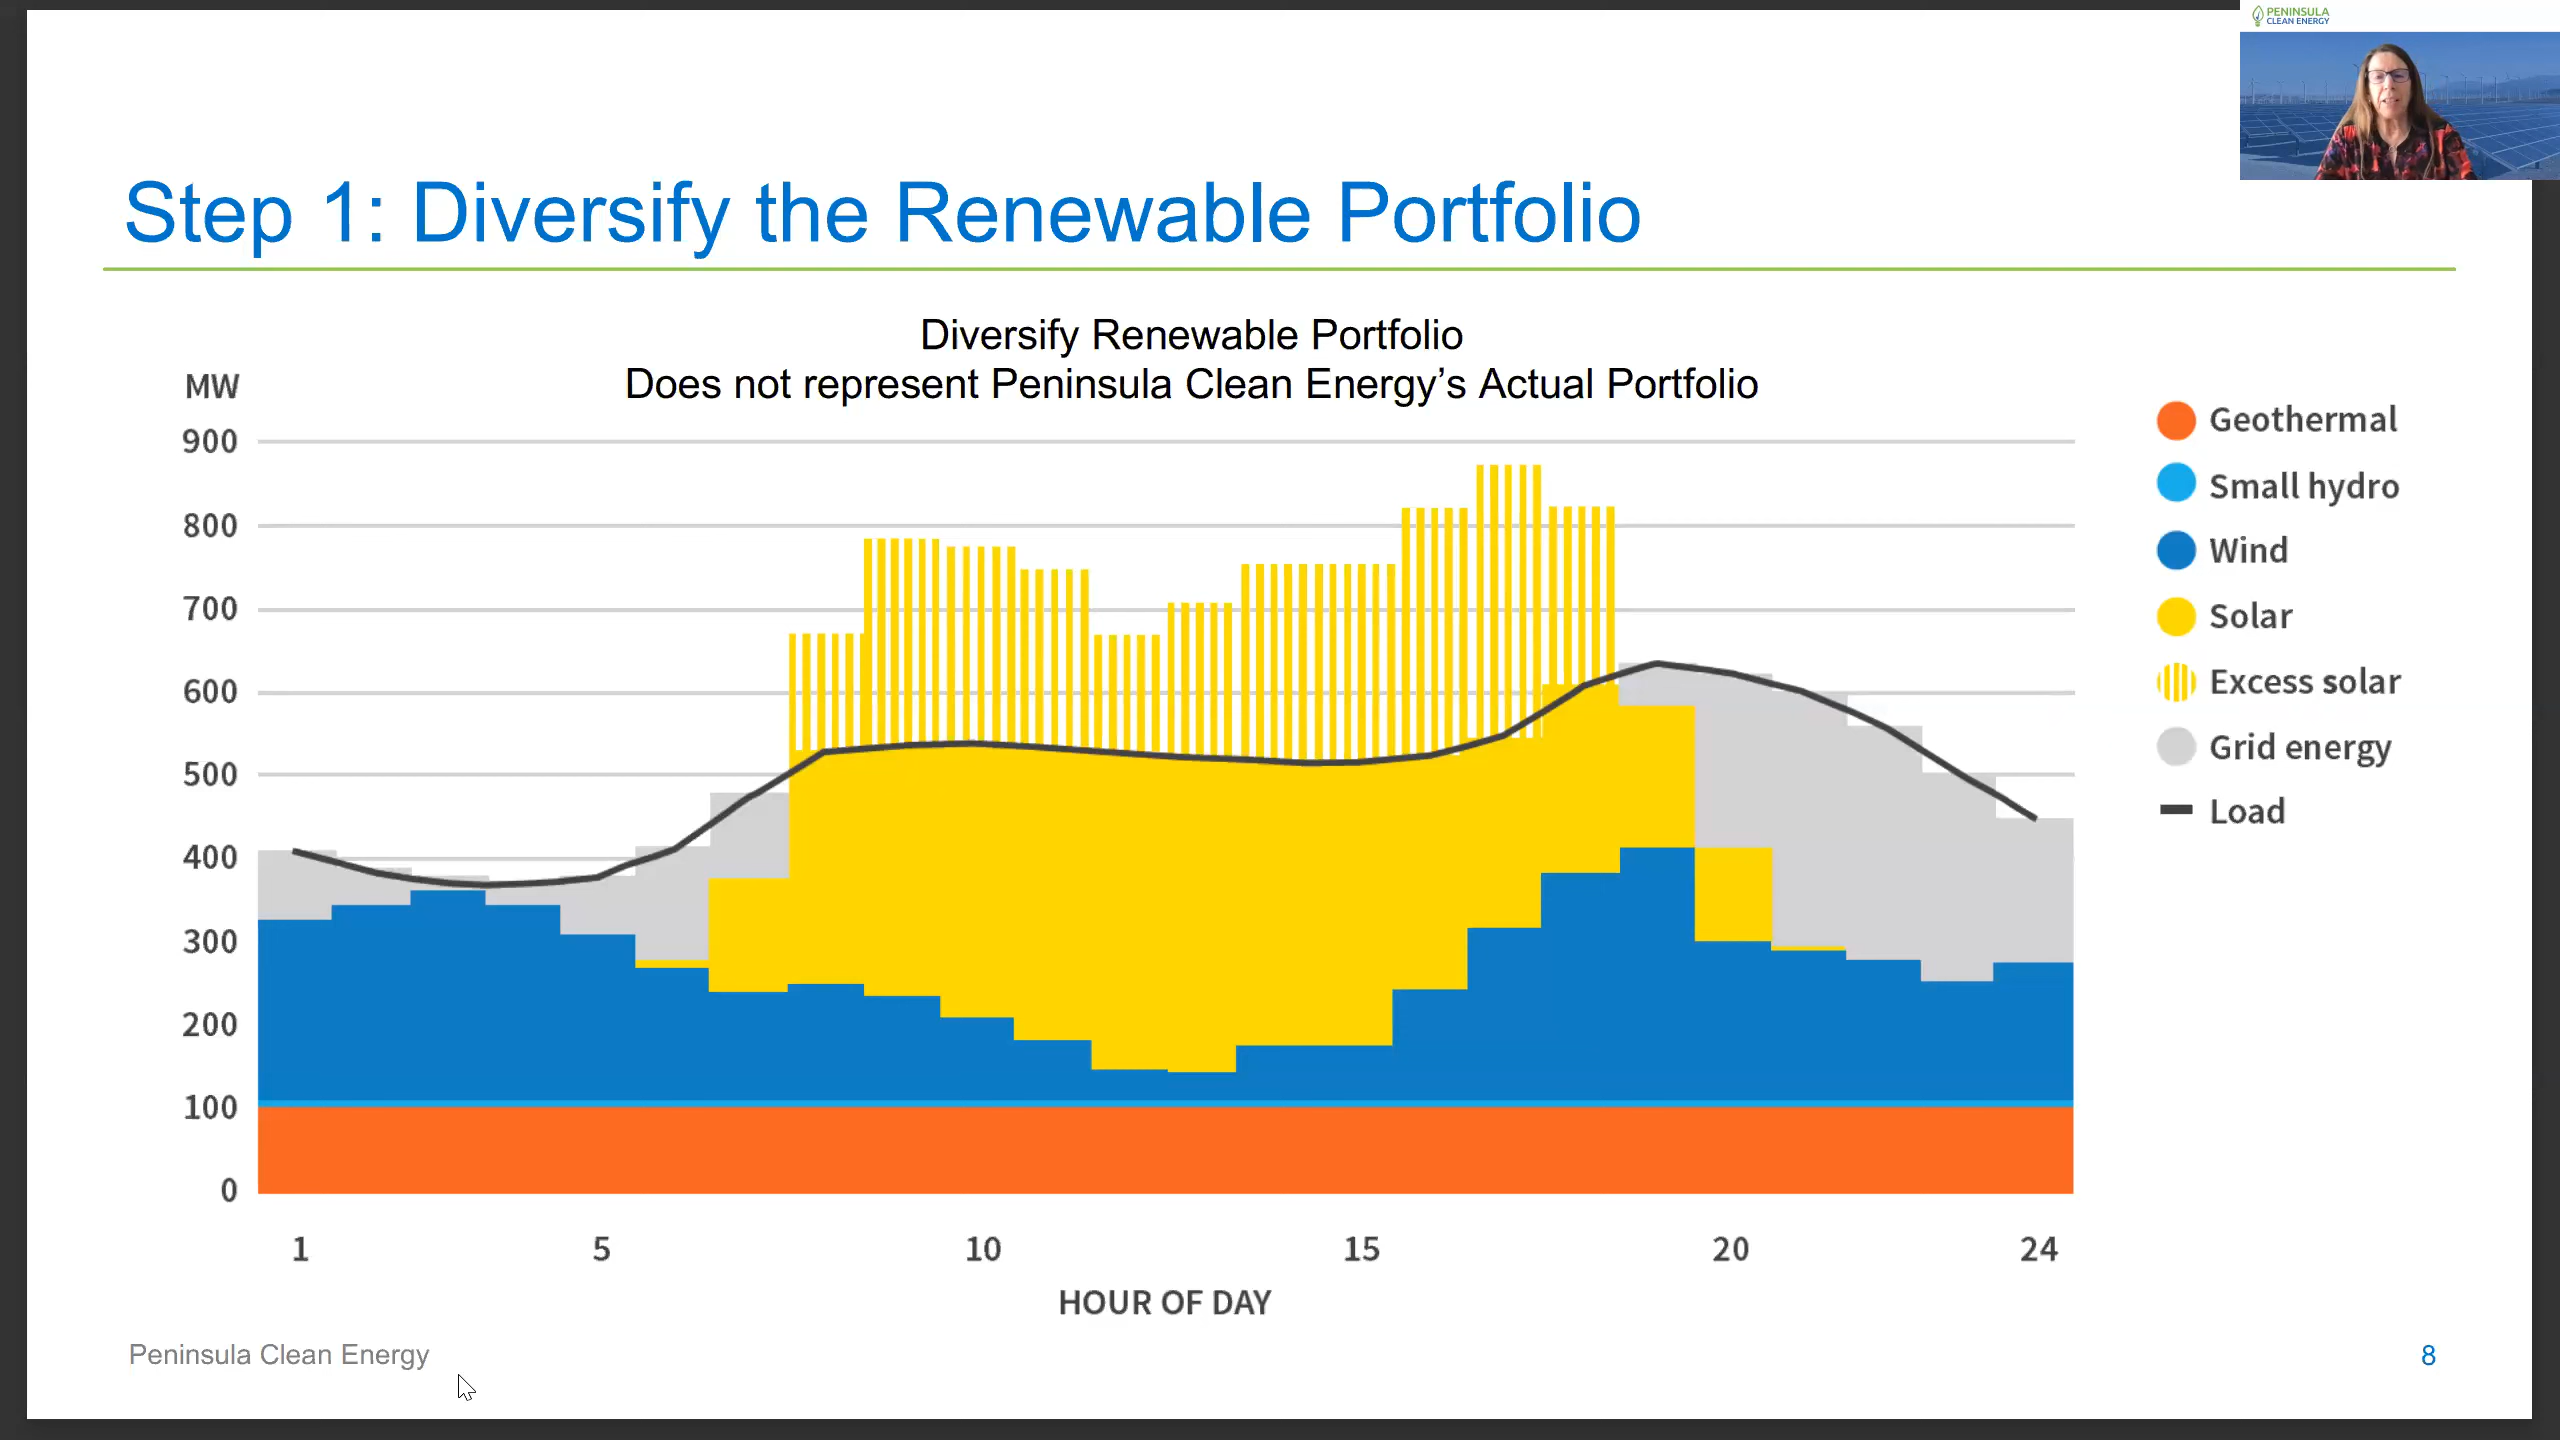 PENINSULA
CLEAN ENERGY
Step 1: Diversify the Renewable Portfolio
Diversify Renewable Portfolio
Does not represent Peninsula Clean Energy’s Actual Portfolio
MW
900
800
700
600
500
400
300
200
100
0
1 5 10 15 20 24
HOUR OF DAY
Geothermal
Small hydro
Wind
Solar
Excess solar
Grid energy
Load
Peninsula Clean Energy
8